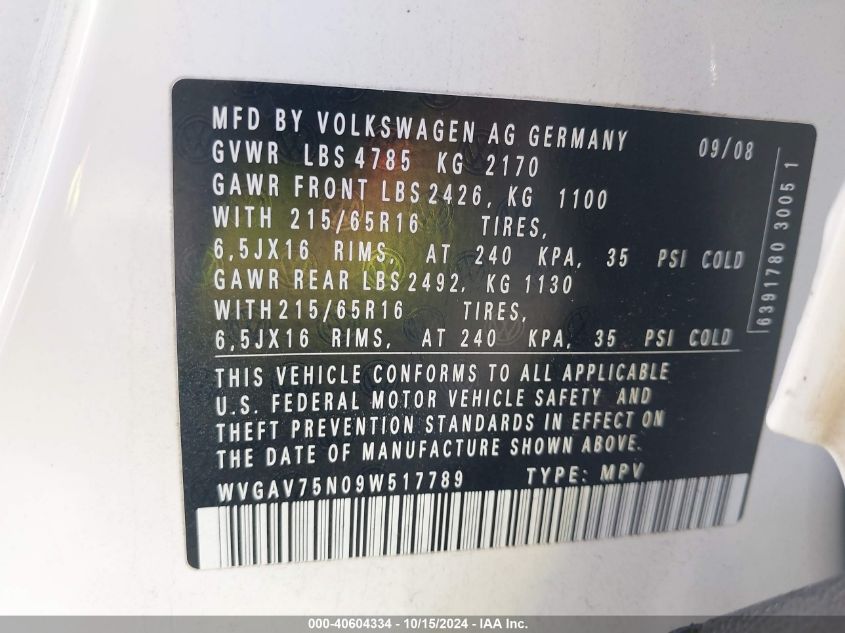 MFD BY VOLKSWAGEN AG GERMANY 09/08
GVWR LBS 4785 KG 2170
GAWR FRONT LBS 2426, KG 1100
WITH 215/65R16 TIRES,
6,5JX16 RIMS, AT 240 KPA, 35 PSI COLD
GAWR REAR LBS 2492, KG 1130
WITH 215/65R16 TIRES,
6,5JX16 RIMS, AT 240 KPA, 35 PSI COLD
THIS VEHICLE CONFORMS TO ALL APPLICABLE
U.S. FEDERAL MOTOR VEHICLE SAFETY AND
THEFT PREVENTION STANDARDS IN EFFECT ON
THE DATE OF MANUFACTURE SHOWN ABOVE.
WVGAV75N09W517789 TYPE: MPV
6391780 3005 1
000-40604334 - 10/15/2024 - IAA Inc.